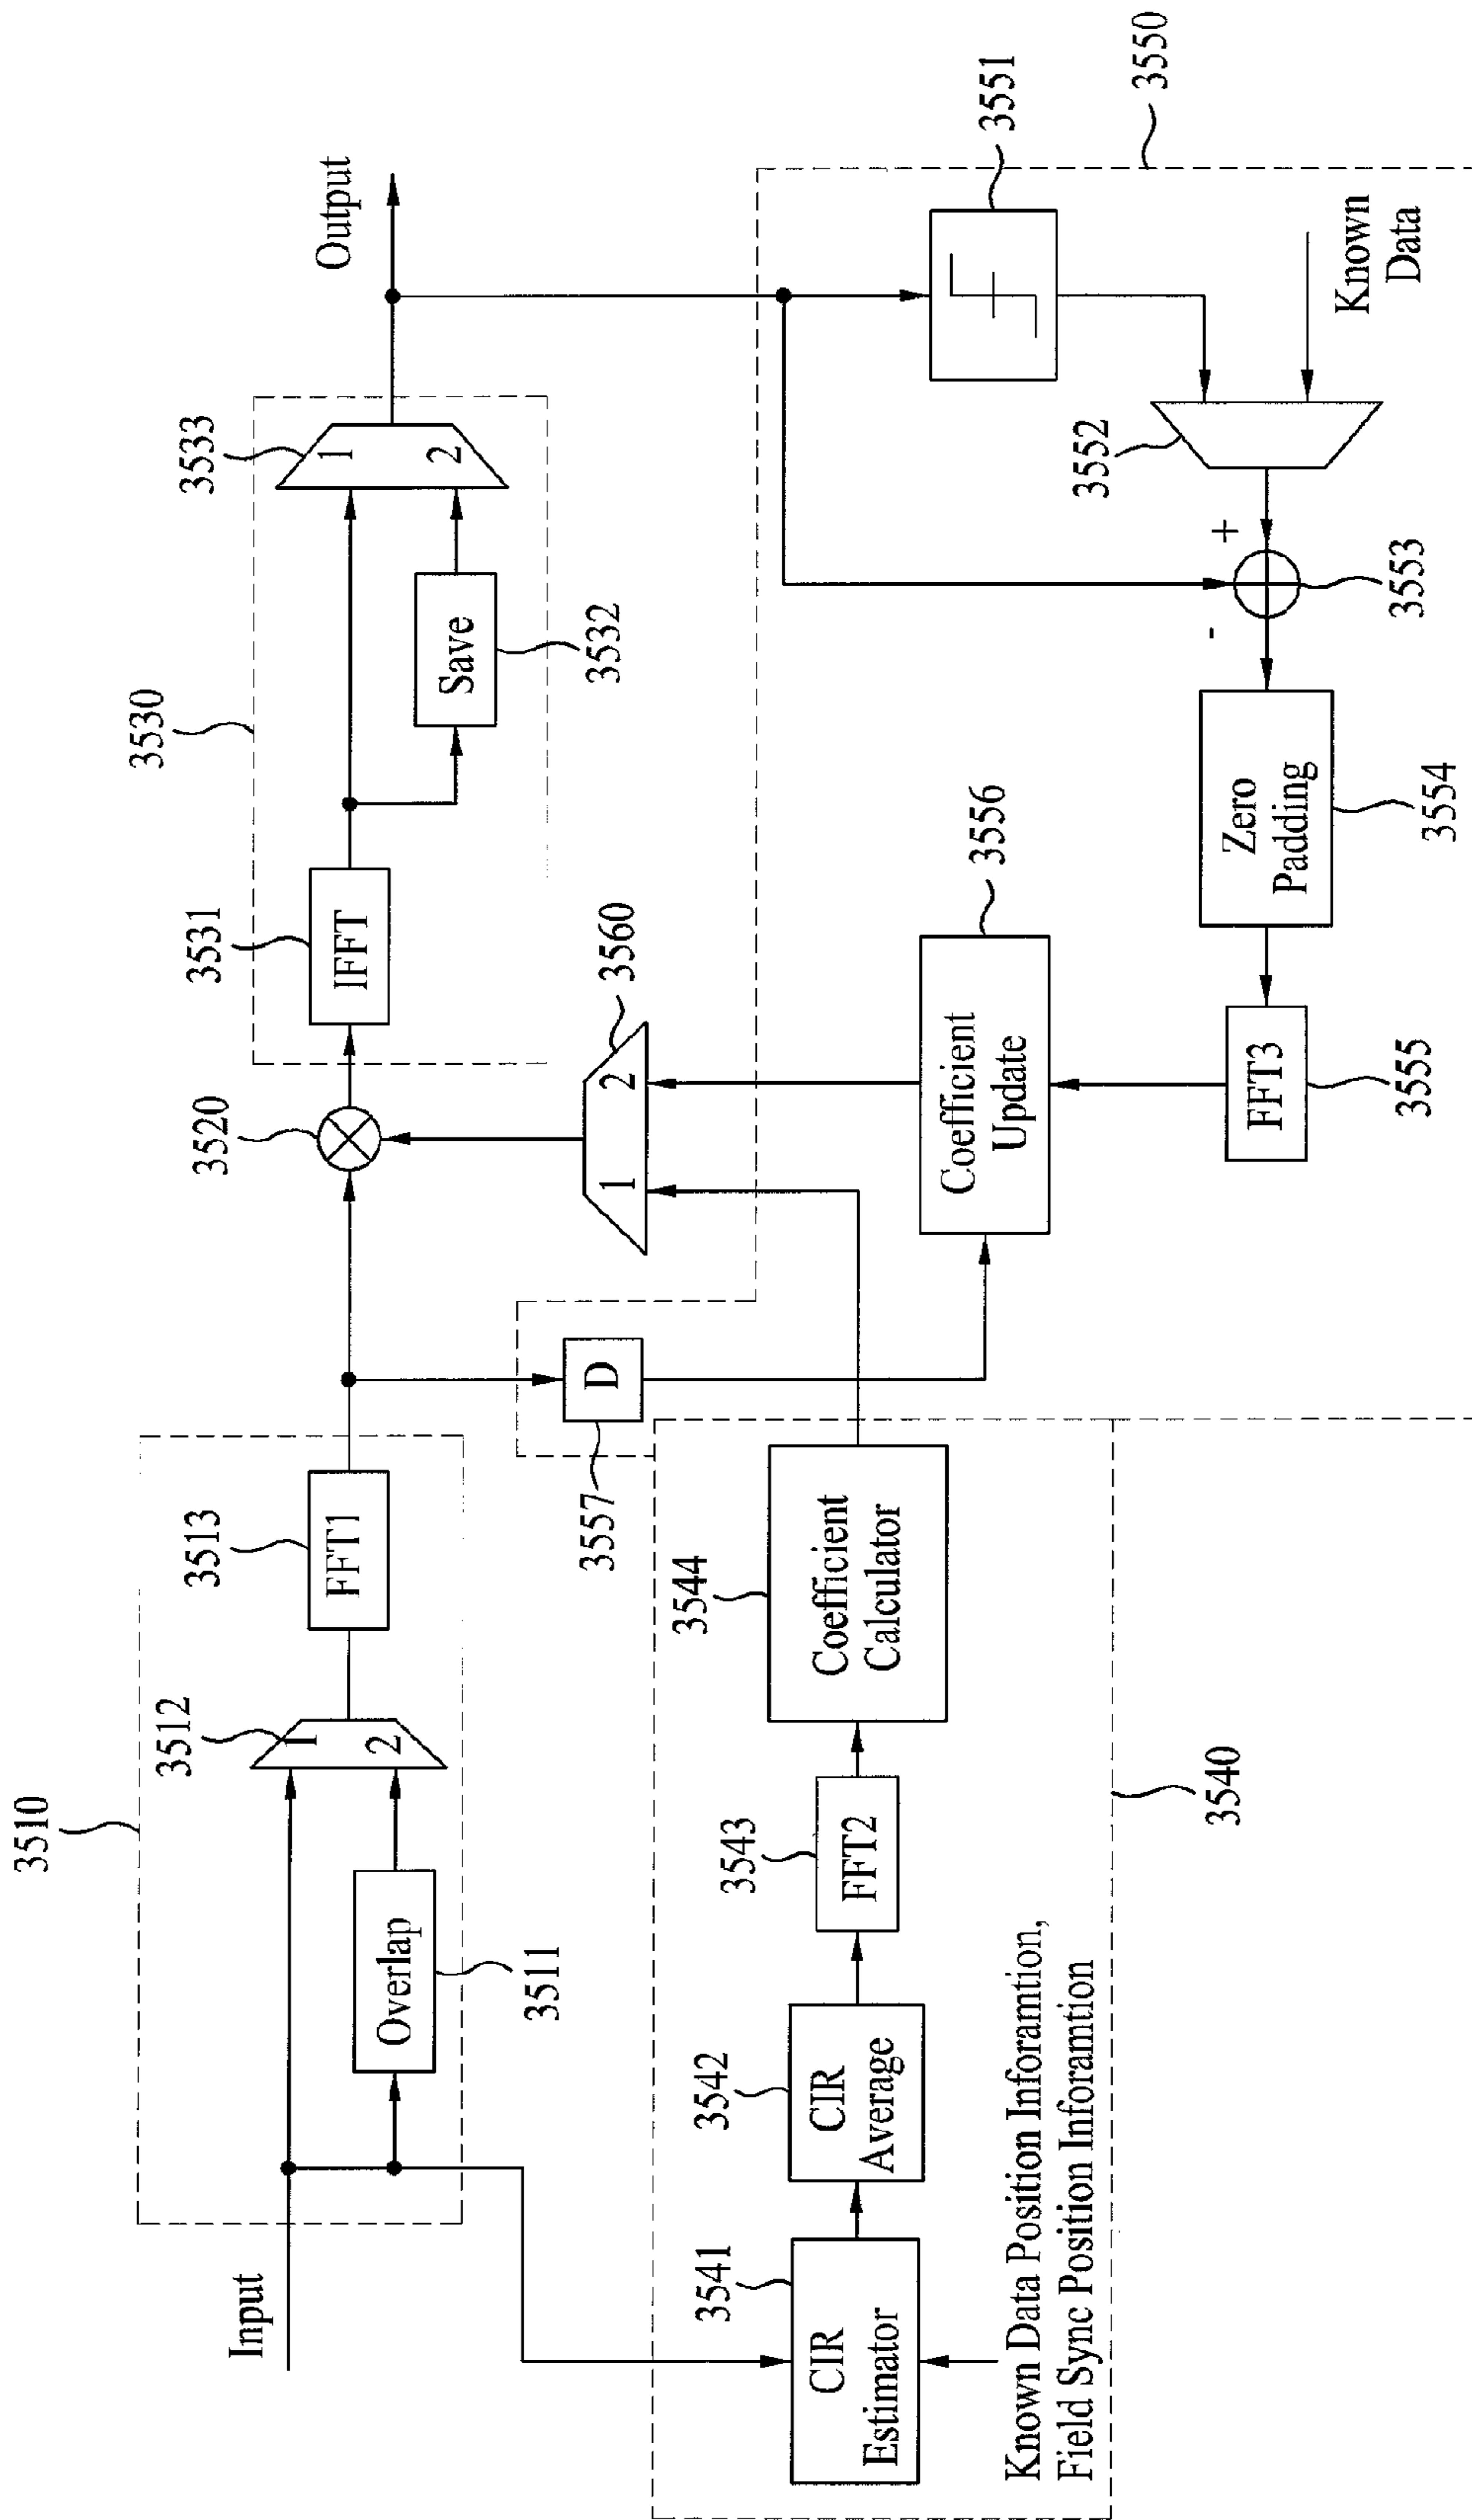 3510
3512
1
2
3513
FFT1
Input
Overlap
3511
3520
3530
3531
IFFT
Save
3532
3533
1
2
Output
3557
D
3560
1
2
3541
CIR
Estimator
3542
CIR
Average
3543
FFT2
3544
Coefficient
Calculator
Known Data Position Inforamtion,
Field Sync Position Inforamtion
3540
3556
Coefficient
Update
3550
3551
3552
Known
Data
+
-
3553
Zero
Padding
3554
FFT3
3555